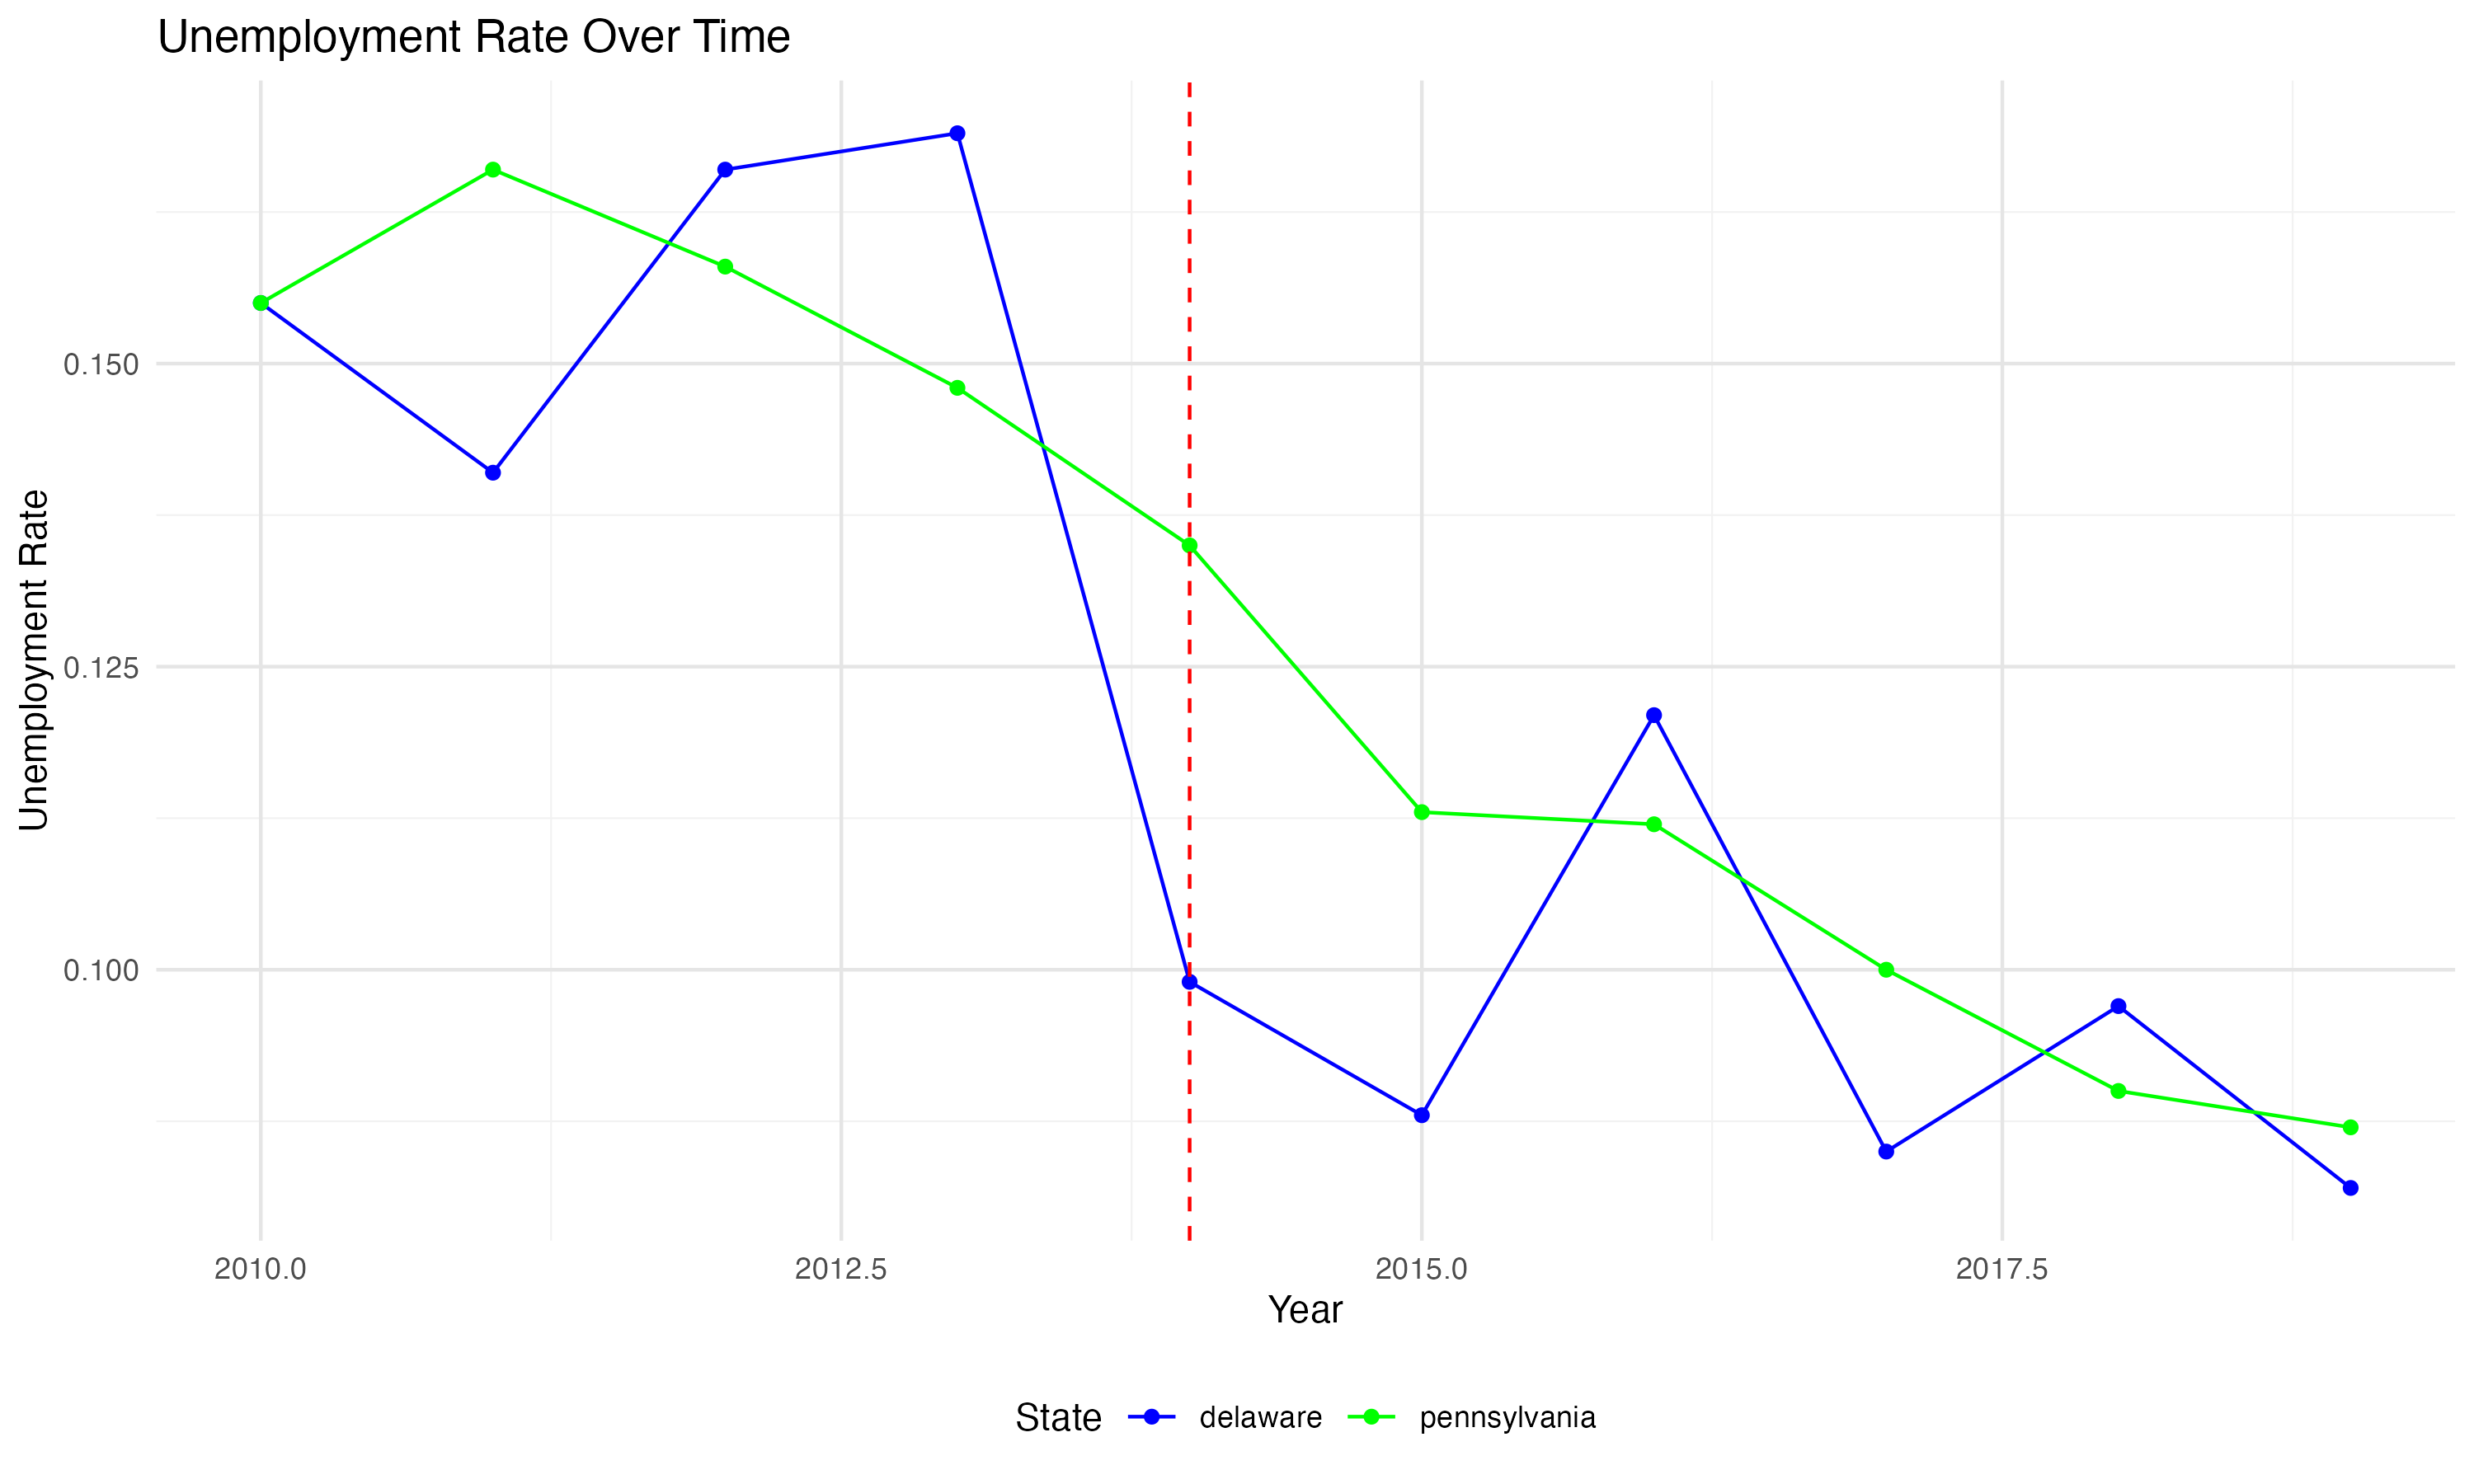 Unemployment Rate Over Time
Unemployment Rate
0.150
0.125
0.100
2010.0 2012.5 2015.0 2017.5
Year
State delaware pennsylvania